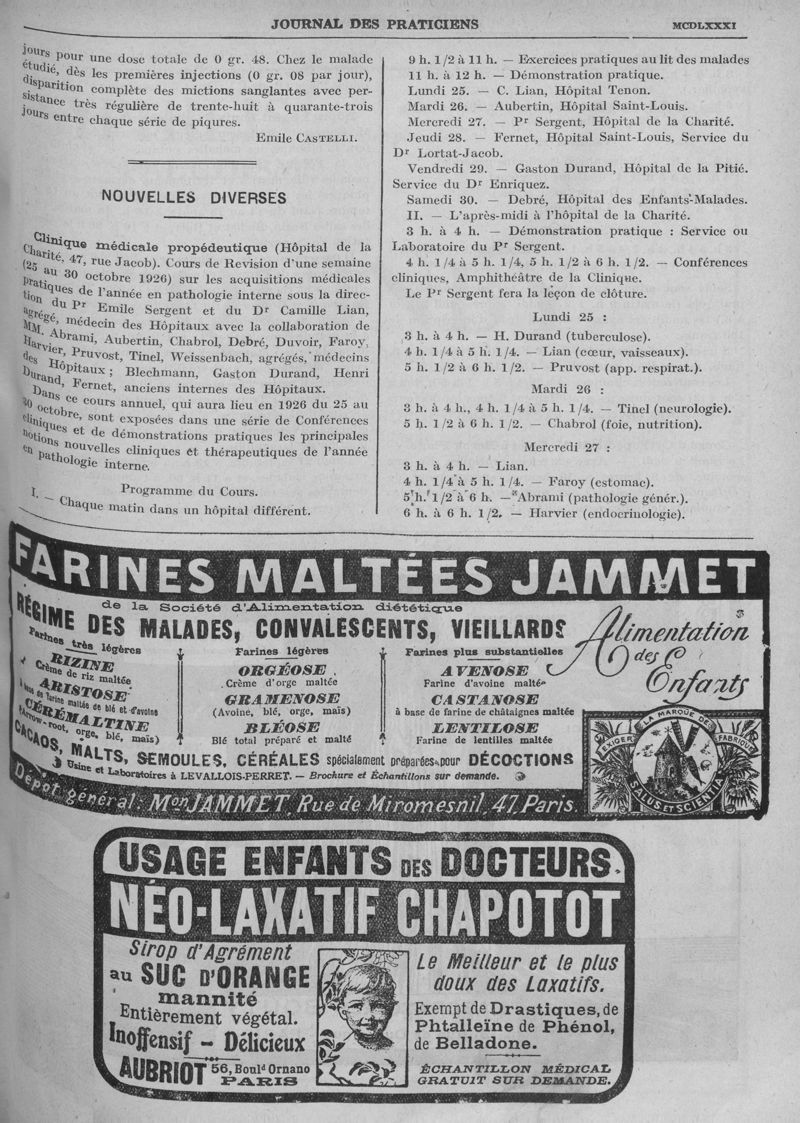 JOURNAL DES PRATICIENS
MCDLXXXI
jours pour une dose totale de 0 gr. 48. Chez le malade
étudié, dès les premières injections (0 gr. 08 par jour),
disparition complète des mictions sanglantes avec per-
sistance très régulière de trente-huit à quarante-trois
jours entre chaque série de piqures.
Emile CASTELLI.
NOUVELLES DIVERSES
Clinique médicale propédeutique (Hôpital de la
Charité, 47, rue Jacob). Cours de Revision d'une semaine
(25 au 30 octobre 1926) sur les acquisitions médicales
pratiques de l'année en pathologie interne sous la direc-
tion du Pr Emile Sergent et du Dr Camille Lian,
agrégé, médecin des Hôpitaux avec la collaboration de
MM. Abrami, Aubertin, Chabrol, Debré, Duvoir, Faroy,
Harvier, Pruvost, Tinel, Weissenbach, agrégés, médecins
des Hôpitaux ; Blechmann, Gaston Durand, Henri
Durand, Fernet, anciens internes des Hôpitaux.
Dans ce cours annuel, qui aura lieu en 1926 du 25 au
30 octobre, sont exposées dans une série de Conférences
cliniques et de démonstrations pratiques les principales
notions nouvelles cliniques et thérapeutiques de l'année
en pathologie interne.
Programme du Cours.
I. — Chaque matin dans un hôpital différent.
9 h. 1/2 à 11 h. — Exercices pratiques au lit des malades
11 h. à 12 h. — Démonstration pratique.
Lundi 25. — C. Lian, Hôpital Tenon.
Mardi 26. — Aubertin, Hôpital Saint-Louis.
Mercredi 27. — Pr Sergent, Hôpital de la Charité.
Jeudi 28. — Fernet, Hôpital Saint-Louis, Service du
Dr Lortat-Jacob.
Vendredi 29. — Gaston Durand, Hôpital de la Pitié.
Service du Dr Enriquez.
Samedi 30. — Debré, Hôpital des Enfants-Malades.
II. — L'après-midi à l'hôpital de la Charité.
3 h. à 4 h. — Démonstration pratique : Service ou
Laboratoire du Pr Sergent.
4 h. 1/4 à 5 h. 1/4, 5 h. 1/2 à 6 h. 1/2. — Conférences
cliniques, Amphithéâtre de la Clinique.
Le Pr Sergent fera la leçon de clôture.
Lundi 25 :
3 h. à 4 h. — H. Durand (tuberculose).
4 h. 1/4 à 5 h. 1/4. — Lian (cœur, vaisseaux).
5 h. 1/2 à 6 h. 1/2. — Pruvost (app. respirat.).
Mardi 26 :
3 h. à 4 h., 4 h. 1/4 à 5 h. 1/4. — Tinel (neurologie).
5 h. 1/2 à 6 h. 1/2. — Chabrol (foie, nutrition).
Mercredi 27 :
3 h. à 4 h. — Lian.
4 h. 1/4 à 5 h. 1/4. — Faroy (estomac).
5 h. 1/2 à 6 h. — Abrami (pathologie génér.).
6 h. à 6 h. 1/2. — Harvier (endocrinologie).
FARINES MALTÉES JAMMET
de la Société d'Alimentation diététique
RÉGIME DES MALADES, CONVALESCENTS, VIEILLARDS
Alimentation
des
Enfants
Farines très légères
RIZINE
Crème de riz maltée
ARISTOSE
à base de farine maltée de blé et d'avoine
CÉRÉMALTINE
(Arrow-root, orge, blé, maïs)
Farines légères
ORGÉOSE
Crème d'orge maltée
GRAMENOSE
(Avoine, blé, orge, maïs)
BLÉOSE
Blé total préparé et malté
Farines plus substantielles
AVENOSE
Farine d'avoine maltée
CASTANOSE
à base de farine de châtaignes maltée
LENTILOSE
Farine de lentilles maltée
CACAOS, MALTS, SEMOULES, CÉRÉALES spécialement préparées pour DÉCOCTIONS
Usine et Laboratoires à LEVALLOIS-PERRET. — Brochure et Échantillons sur demande.
Dépôt général: Mon JAMMET, Rue de Miromesnil, 47, Paris.
EXIGER LA MARQUE DE FABRIQUE
SALUS ET SCIENTIA
USAGE ENFANTS DES DOCTEURS.
NÉO-LAXATIF CHAPOTOT
Sirop d'Agrément
au SUC D'ORANGE
mannité
Entièrement végétal.
Inoffensif — Délicieux
AUBRIOT 56, Bould Ornano
PARIS
Le Meilleur et le plus
doux des Laxatifs.
Exempt de Drastiques, de
Phtalleïne de Phénol,
de Belladone.
ÉCHANTILLON MÉDICAL
GRATUIT SUR DEMANDE.